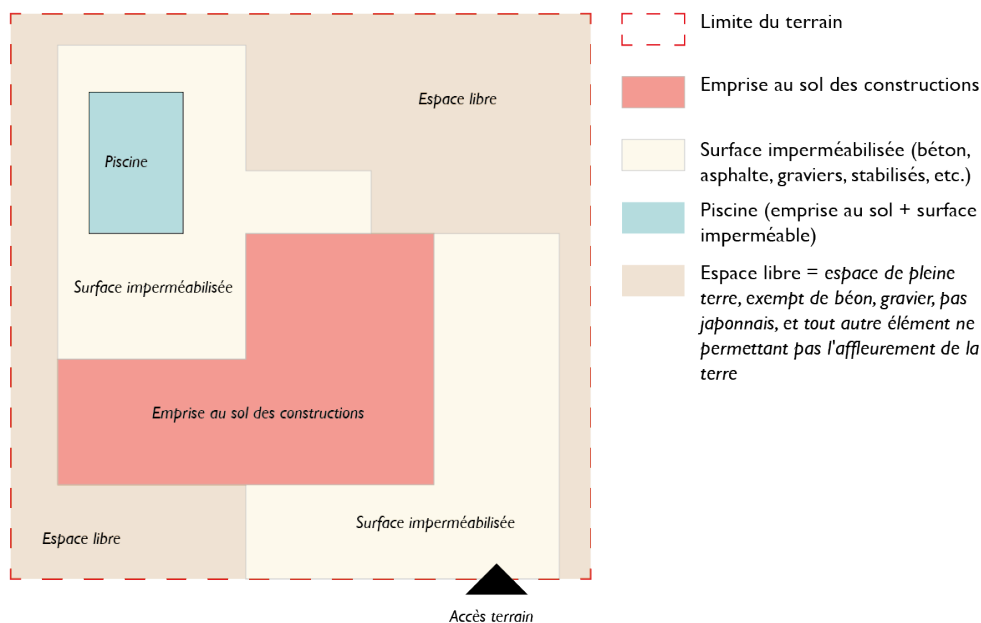 Espace libre
Piscine
Surface imperméabilisée
Emprise au sol des constructions
Surface imperméabilisée
Espace libre
Accès terrain
Limite du terrain
Emprise au sol des constructions
Surface imperméabilisée (béton,
asphalte, graviers, stabilisés, etc.)
Piscine (emprise au sol + surface
imperméable)
Espace libre = espace de pleine
terre, exempt de béon, gravier, pas
japonnais, et tout autre élément ne
permettant pas l'affleurement de la
terre